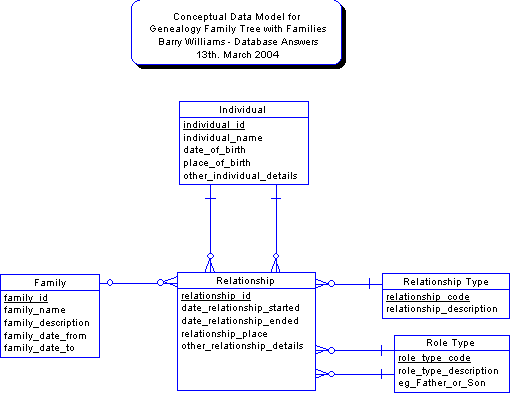 Conceptual Data Model for
Genealogy Family Tree with Families
Barry Williams - Database Answers
13th. March 2004
Individual
individual_id
individual_name
date_of_birth
place_of_birth
other_individual_details
Family
family_id
family_name
family_description
family_date_from
family_date_to
Relationship
relationship_id
date_relationship_started
date_relationship_ended
relationship_place
other_relationship_details
Relationship Type
relationship_code
relationship_description
Role Type
role_type_code
role_type_description
eg_Father_or_Son